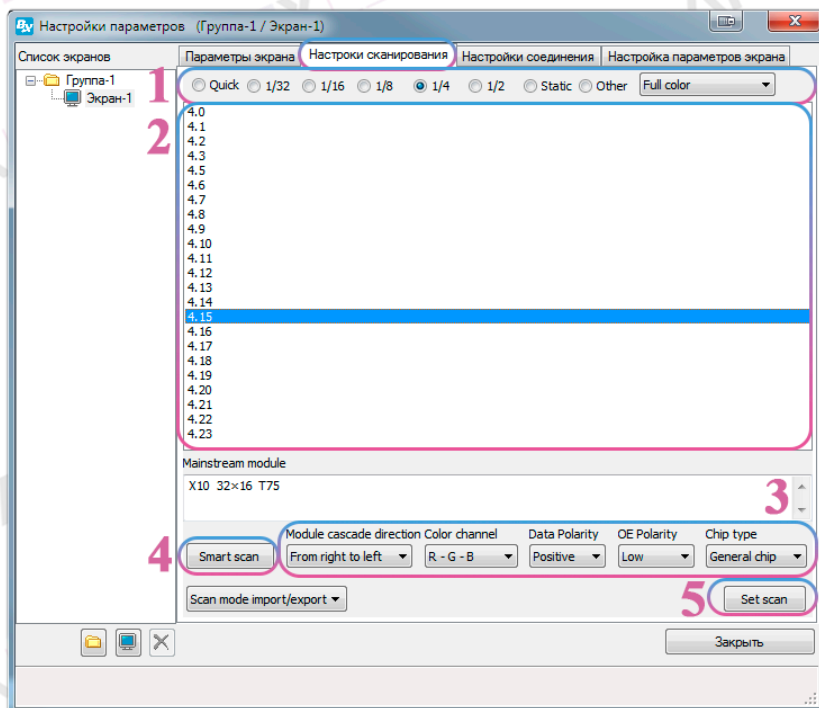 Настройки параметров (Группа-1 / Экран-1)
Список экранов
Группа-1
Экран-1
Параметры экрана Настроки сканирования Настройки соединения Настройка параметров экрана
1 Quick 1/32 1/16 1/8 1/4 1/2 Static Other Full color
2
4.0
4.1
4.2
4.3
4.5
4.6
4.7
4.8
4.9
4.10
4.11
4.12
4.13
4.14
4.15
4.16
4.17
4.18
4.19
4.20
4.21
4.22
4.23
Mainstream module
X10 32×16 T75
3
Module cascade direction Color channel Data Polarity OE Polarity Chip type
4 Smart scan From right to left R - G - B Positive Low General chip
Scan mode import/export 5 Set scan
Закрыть